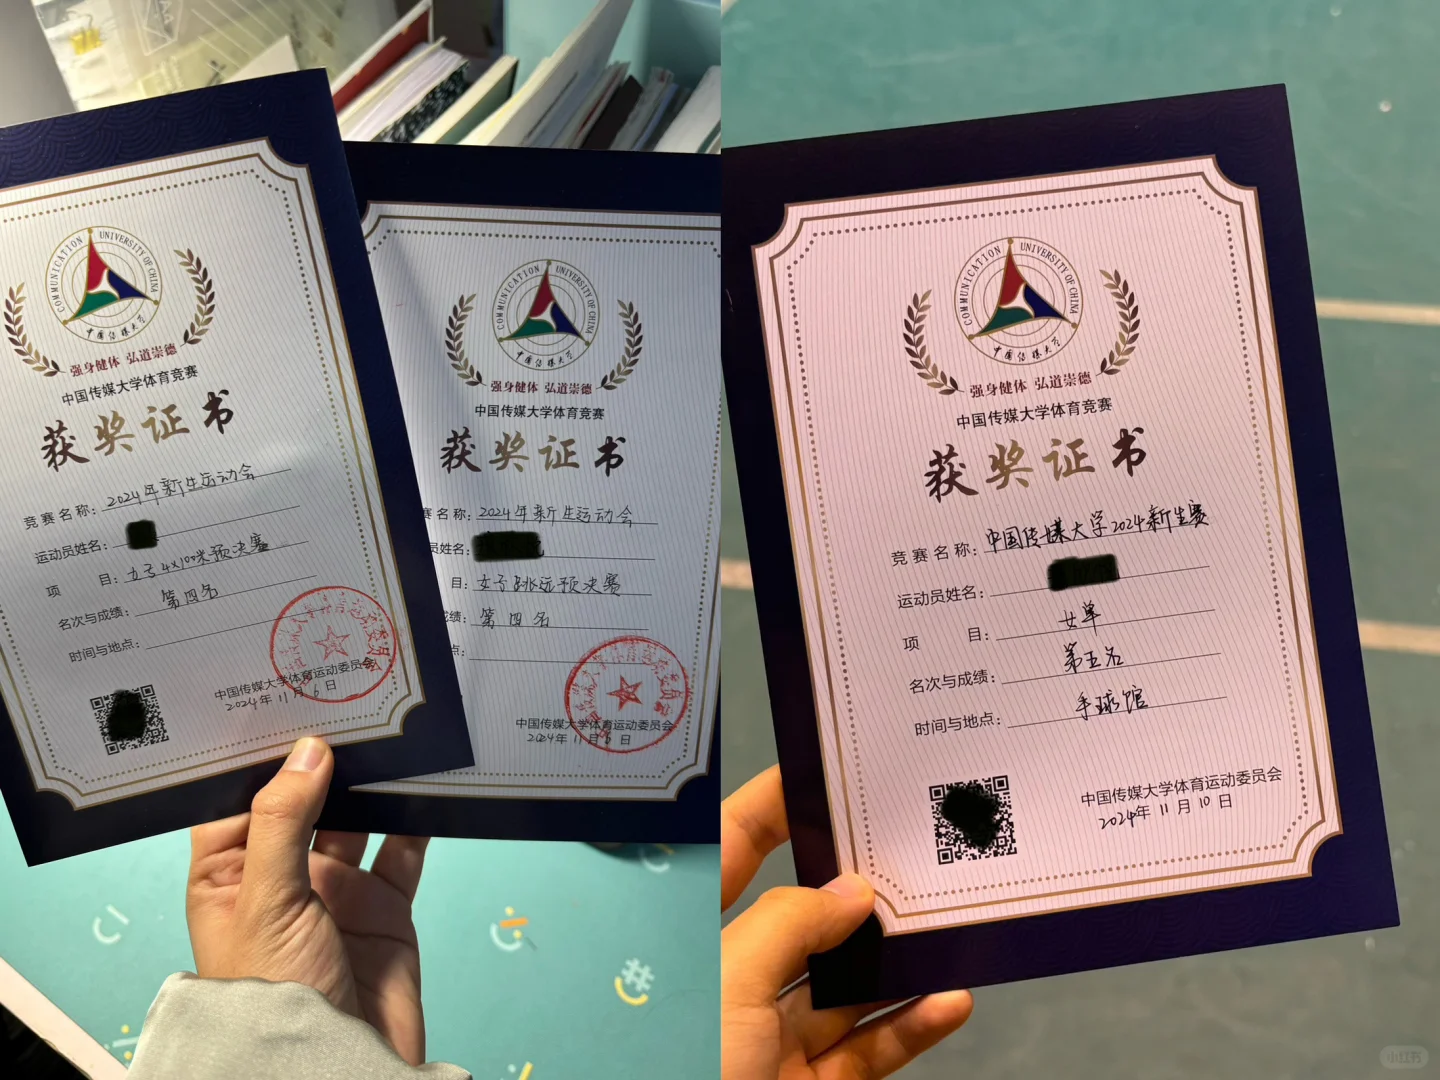 COMMUNICATION UNIVERSITY OF CHINA
中国传媒大学
强身健体 弘道崇德
中国传媒大学体育竞赛
获奖证书
竞赛名称: 2024年新生运动会
运动员姓名:
项 目: 女子4×100米预决赛
名次与成绩: 第四名
时间与地点:
中国传媒大学体育运动委员会
2024年 11月 6日
COMMUNICATION UNIVERSITY OF CHINA
中国传媒大学
强身健体 弘道崇德
中国传媒大学体育竞赛
获奖证书
赛名称: 2024年新生运动会
员姓名:
目: 女子跳远预决赛
成绩: 第四名
点:
中国传媒大学体育运动委员会
2024年 11月 6日
COMMUNICATION UNIVERSITY OF CHINA
中国传媒大学
强身健体 弘道崇德
中国传媒大学体育竞赛
获奖证书
竞赛名称: 中国传媒大学2024新生赛
运动员姓名:
项 目: 女单
名次与成绩: 第五名
时间与地点: 手球馆
中国传媒大学体育运动委员会
2024年 11月 10日
小红书